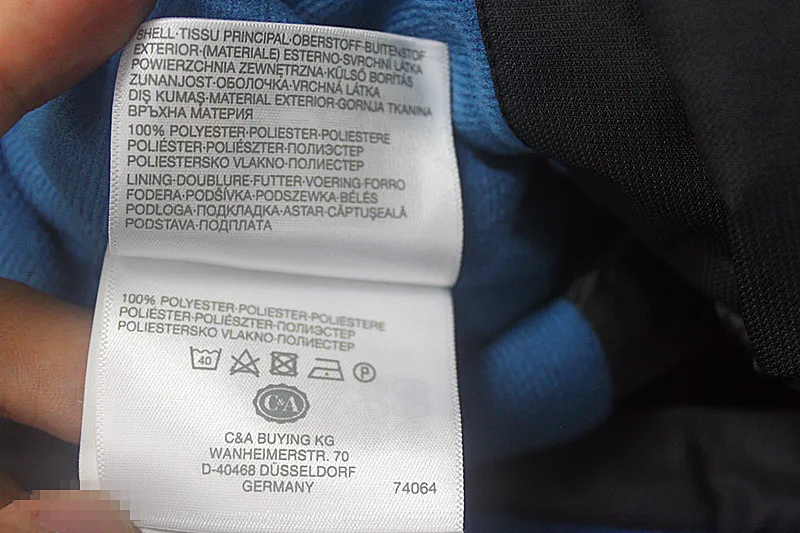 SHELL·TISSU PRINCIPAL·OBERSTOFF·BUITENSTOF
EXTERIOR·(MATERIALE) ESTERNO·SVRCHNI LÁTKA
POWIERZCHNIA ZEWNĘTRZNA·KÜLSŐ BORÍTÁS
ZUNANJOST·ОБОЛОЧКА·VRCHNÁ LÁTKA
DIŞ KUMAŞ·MATERIAL EXTERIOR·GORNJA TKANINA
ВРЪХНА МАТЕРИЯ
100% POLYESTER·POLIESTER·POLIESTERE
POLIÉSTER·POLIÉSZTER·ПОЛИЭСТЕР
POLIESTERSKO VLAKNO·ПОЛИЕСТЕР
LINING·DOUBLURE·FUTTER·VOERING·FORRO
FODERA·PODŠÍVKA·PODSZEWKA·BÉLÉS
PODLOGA·ПОДКЛАДКА·ASTAR·CĂPTUŞEALĂ
PODSTAVA·ПОДПЛАТА
100% POLYESTER·POLIESTER·POLIESTERE
POLIÉSTER·POLIÉSZTER·ПОЛИЭСТЕР
POLIESTERSKO VLAKNO·ПОЛИЕСТЕР
40 P
C&A
C&A BUYING KG
WANHEIMERSTR. 70
D-40468 DÜSSELDORF
GERMANY 74064